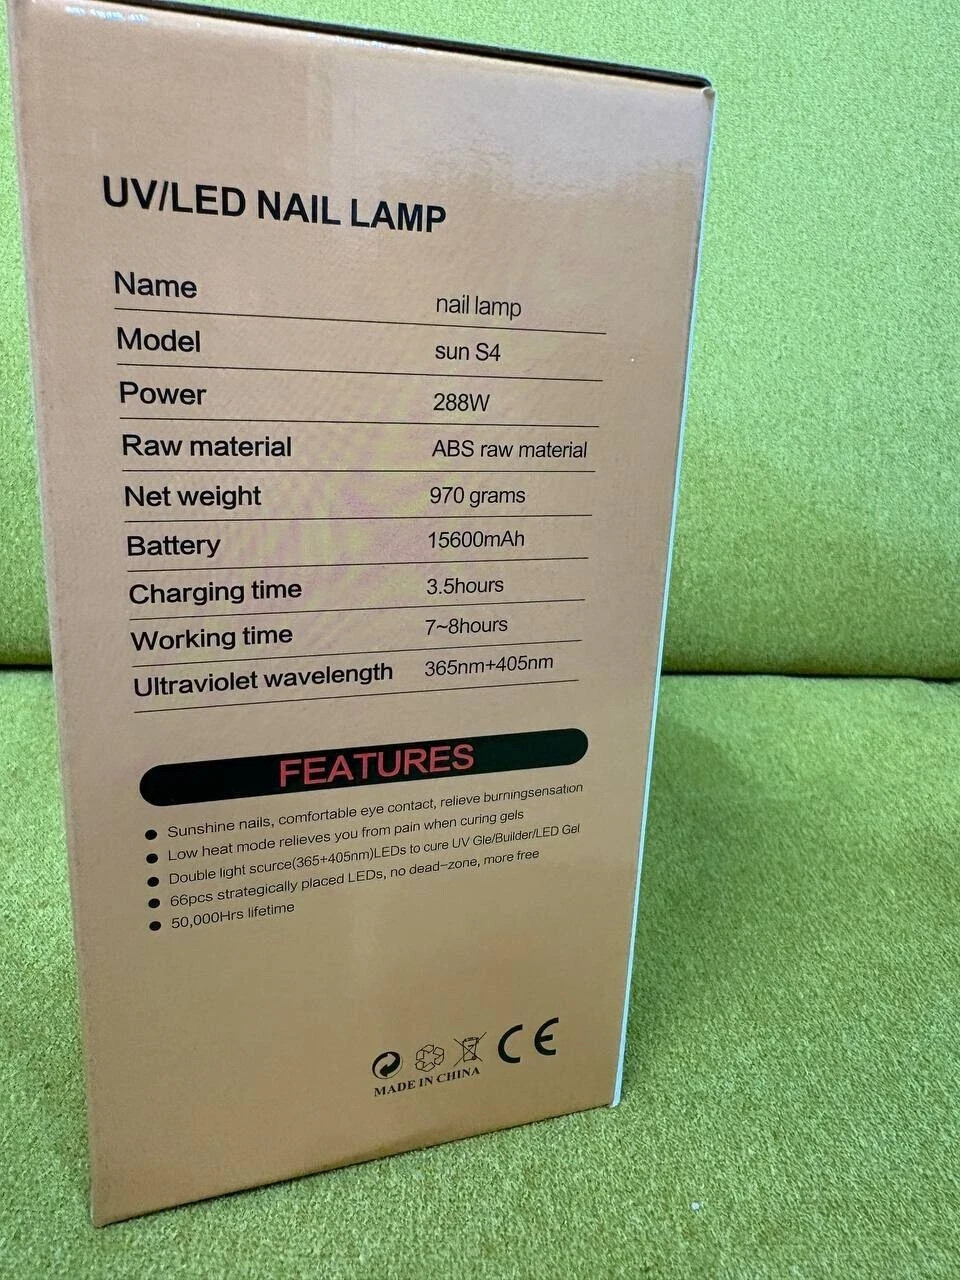 UV/LED NAIL LAMP
Name nail lamp
Model sun S4
Power 288W
Raw material ABS raw material
Net weight 970 grams
Battery 15600mAh
Charging time 3.5hours
Working time 7~8hours
Ultraviolet wavelength 365nm+405nm
FEATURES
Sunshine nails, comfortable eye contact, relieve burningsensation
Low heat mode relieves you from pain when curing gels
Double light scurce(365+405nm)LEDs to cure UV Gle/Builder/LED Gel
66pcs strategically placed LEDs, no dead-zone, more free
50,000Hrs lifetime
CE
MADE IN CHINA